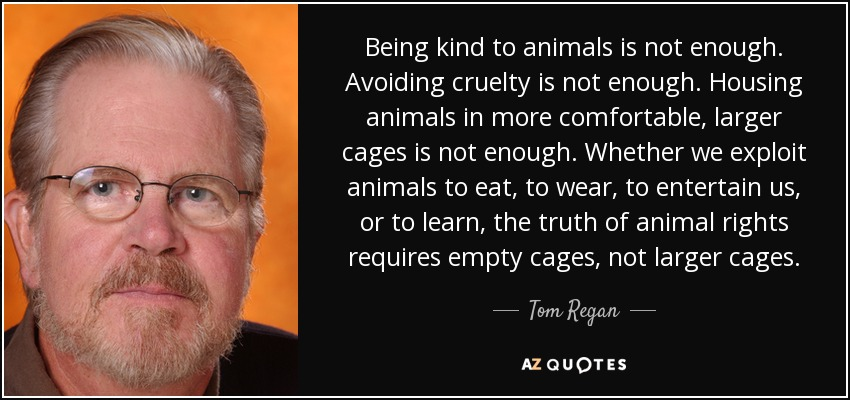 Being kind to animals is not enough.
Avoiding cruelty is not enough. Housing
animals in more comfortable, larger
cages is not enough. Whether we exploit
animals to eat, to wear, to entertain us,
or to learn, the truth of animal rights
requires empty cages, not larger cages.
Tom Regan
AZ QUOTES